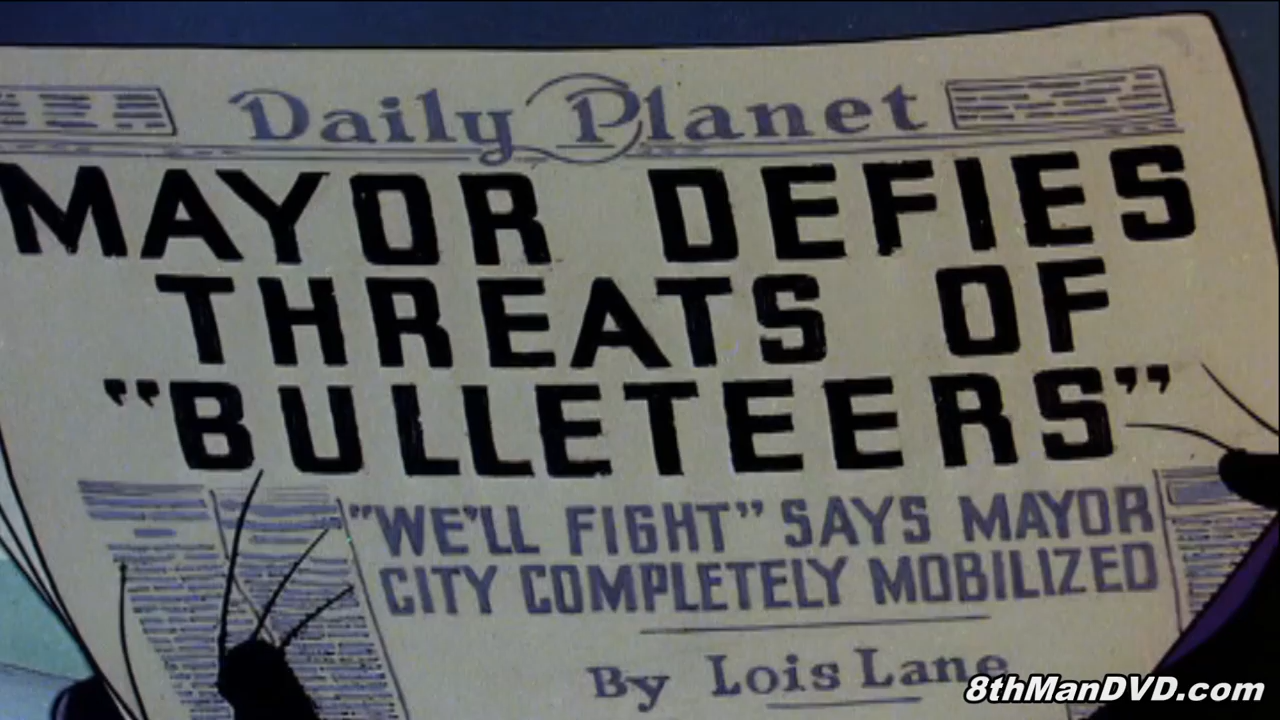 Daily Planet
MAYOR DEFIES
THREATS OF
"BULLETEERS"
"WE'LL FIGHT" SAYS MAYOR
CITY COMPLETELY MOBILIZED
By Lois Lane
8thManDVD.com